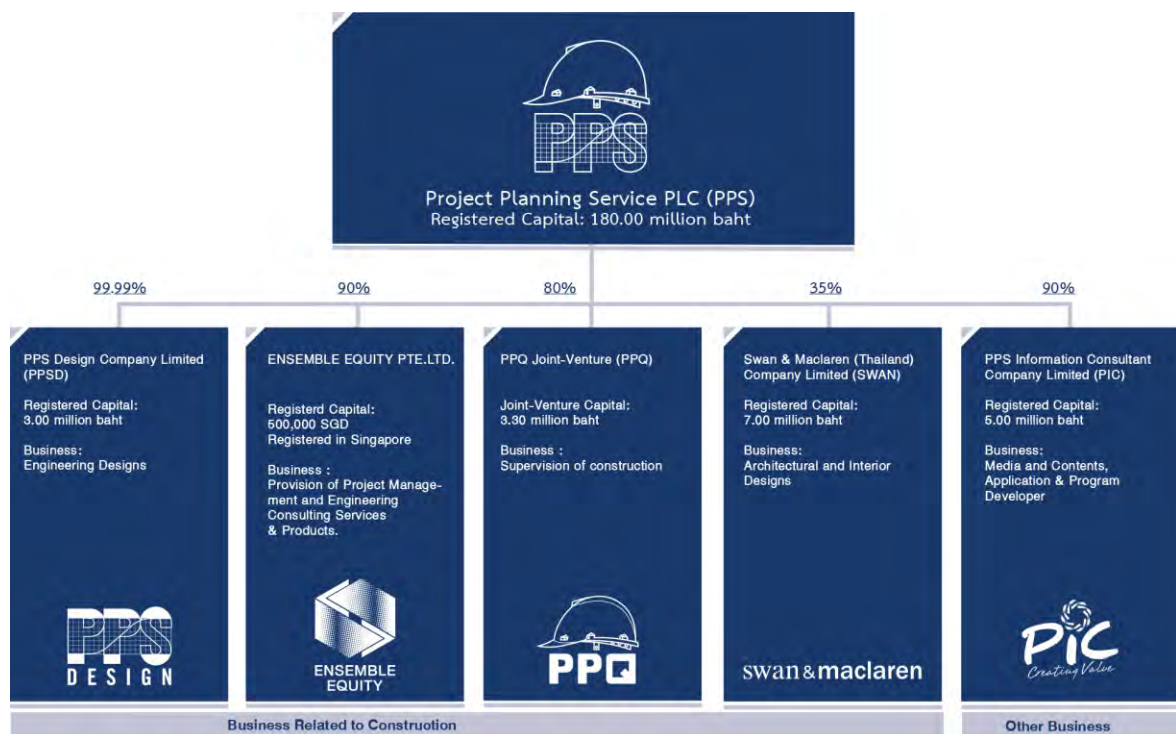 PPS
Project Planning Service PLC (PPS)
Registered Capital: 180.00 million baht
99.99%
90%
80%
35%
90%
PPS Design Company Limited
(PPSD)
Registered Capital:
3.00 million baht
Business:
Engineering Designs
PPS
DESIGN
ENSEMBLE EQUITY PTE.LTD.
Registerd Capital:
500,000 SGD
Registered in Singapore
Business :
Provision of Project Manage-
ment and Engineering
Consulting Services
& Products.
ENSEMBLE
EQUITY
PPQ Joint-Venture (PPQ)
Joint-Venture Capital:
3.30 million baht
Business :
Supervision of construction
PPQ
Swan & Maclaren (Thailand)
Company Limited (SWAN)
Registered Capital:
7.00 million baht
Business:
Architectural and Interior
Designs
swan&maclaren
PPS Information Consultant
Company Limited (PIC)
Registered Capital:
5.00 million baht
Business:
Media and Contents,
Application & Program
Developer
PiC
Creating Value
Business Related to Construction
Other Business